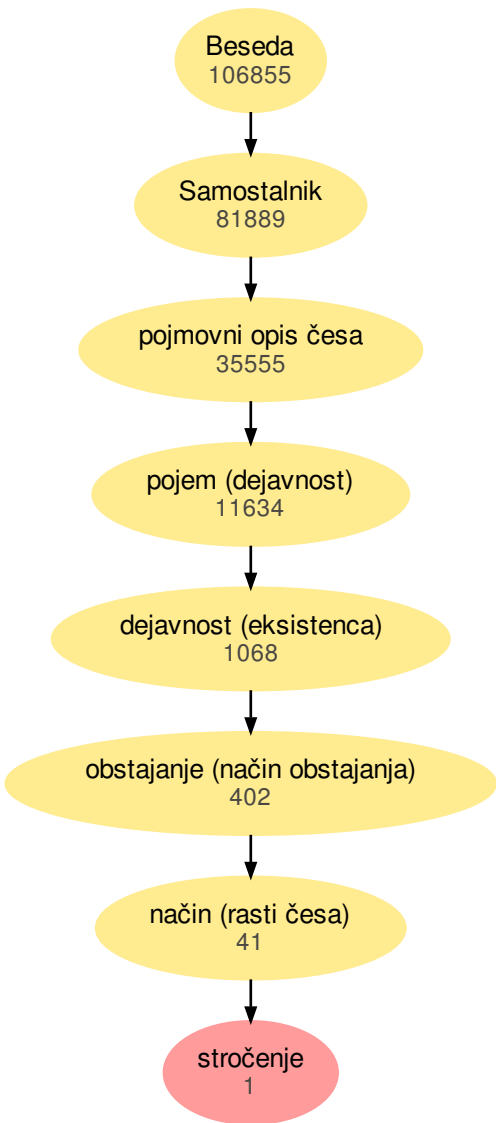 Beseda
106855
Samostalnik
81889
pojmovni opis česa
35555
pojem (dejavnost)
11634
dejavnost (eksistenca)
1068
obstajanje (način obstajanja)
402
način (rasti česa)
41
stročenje
1